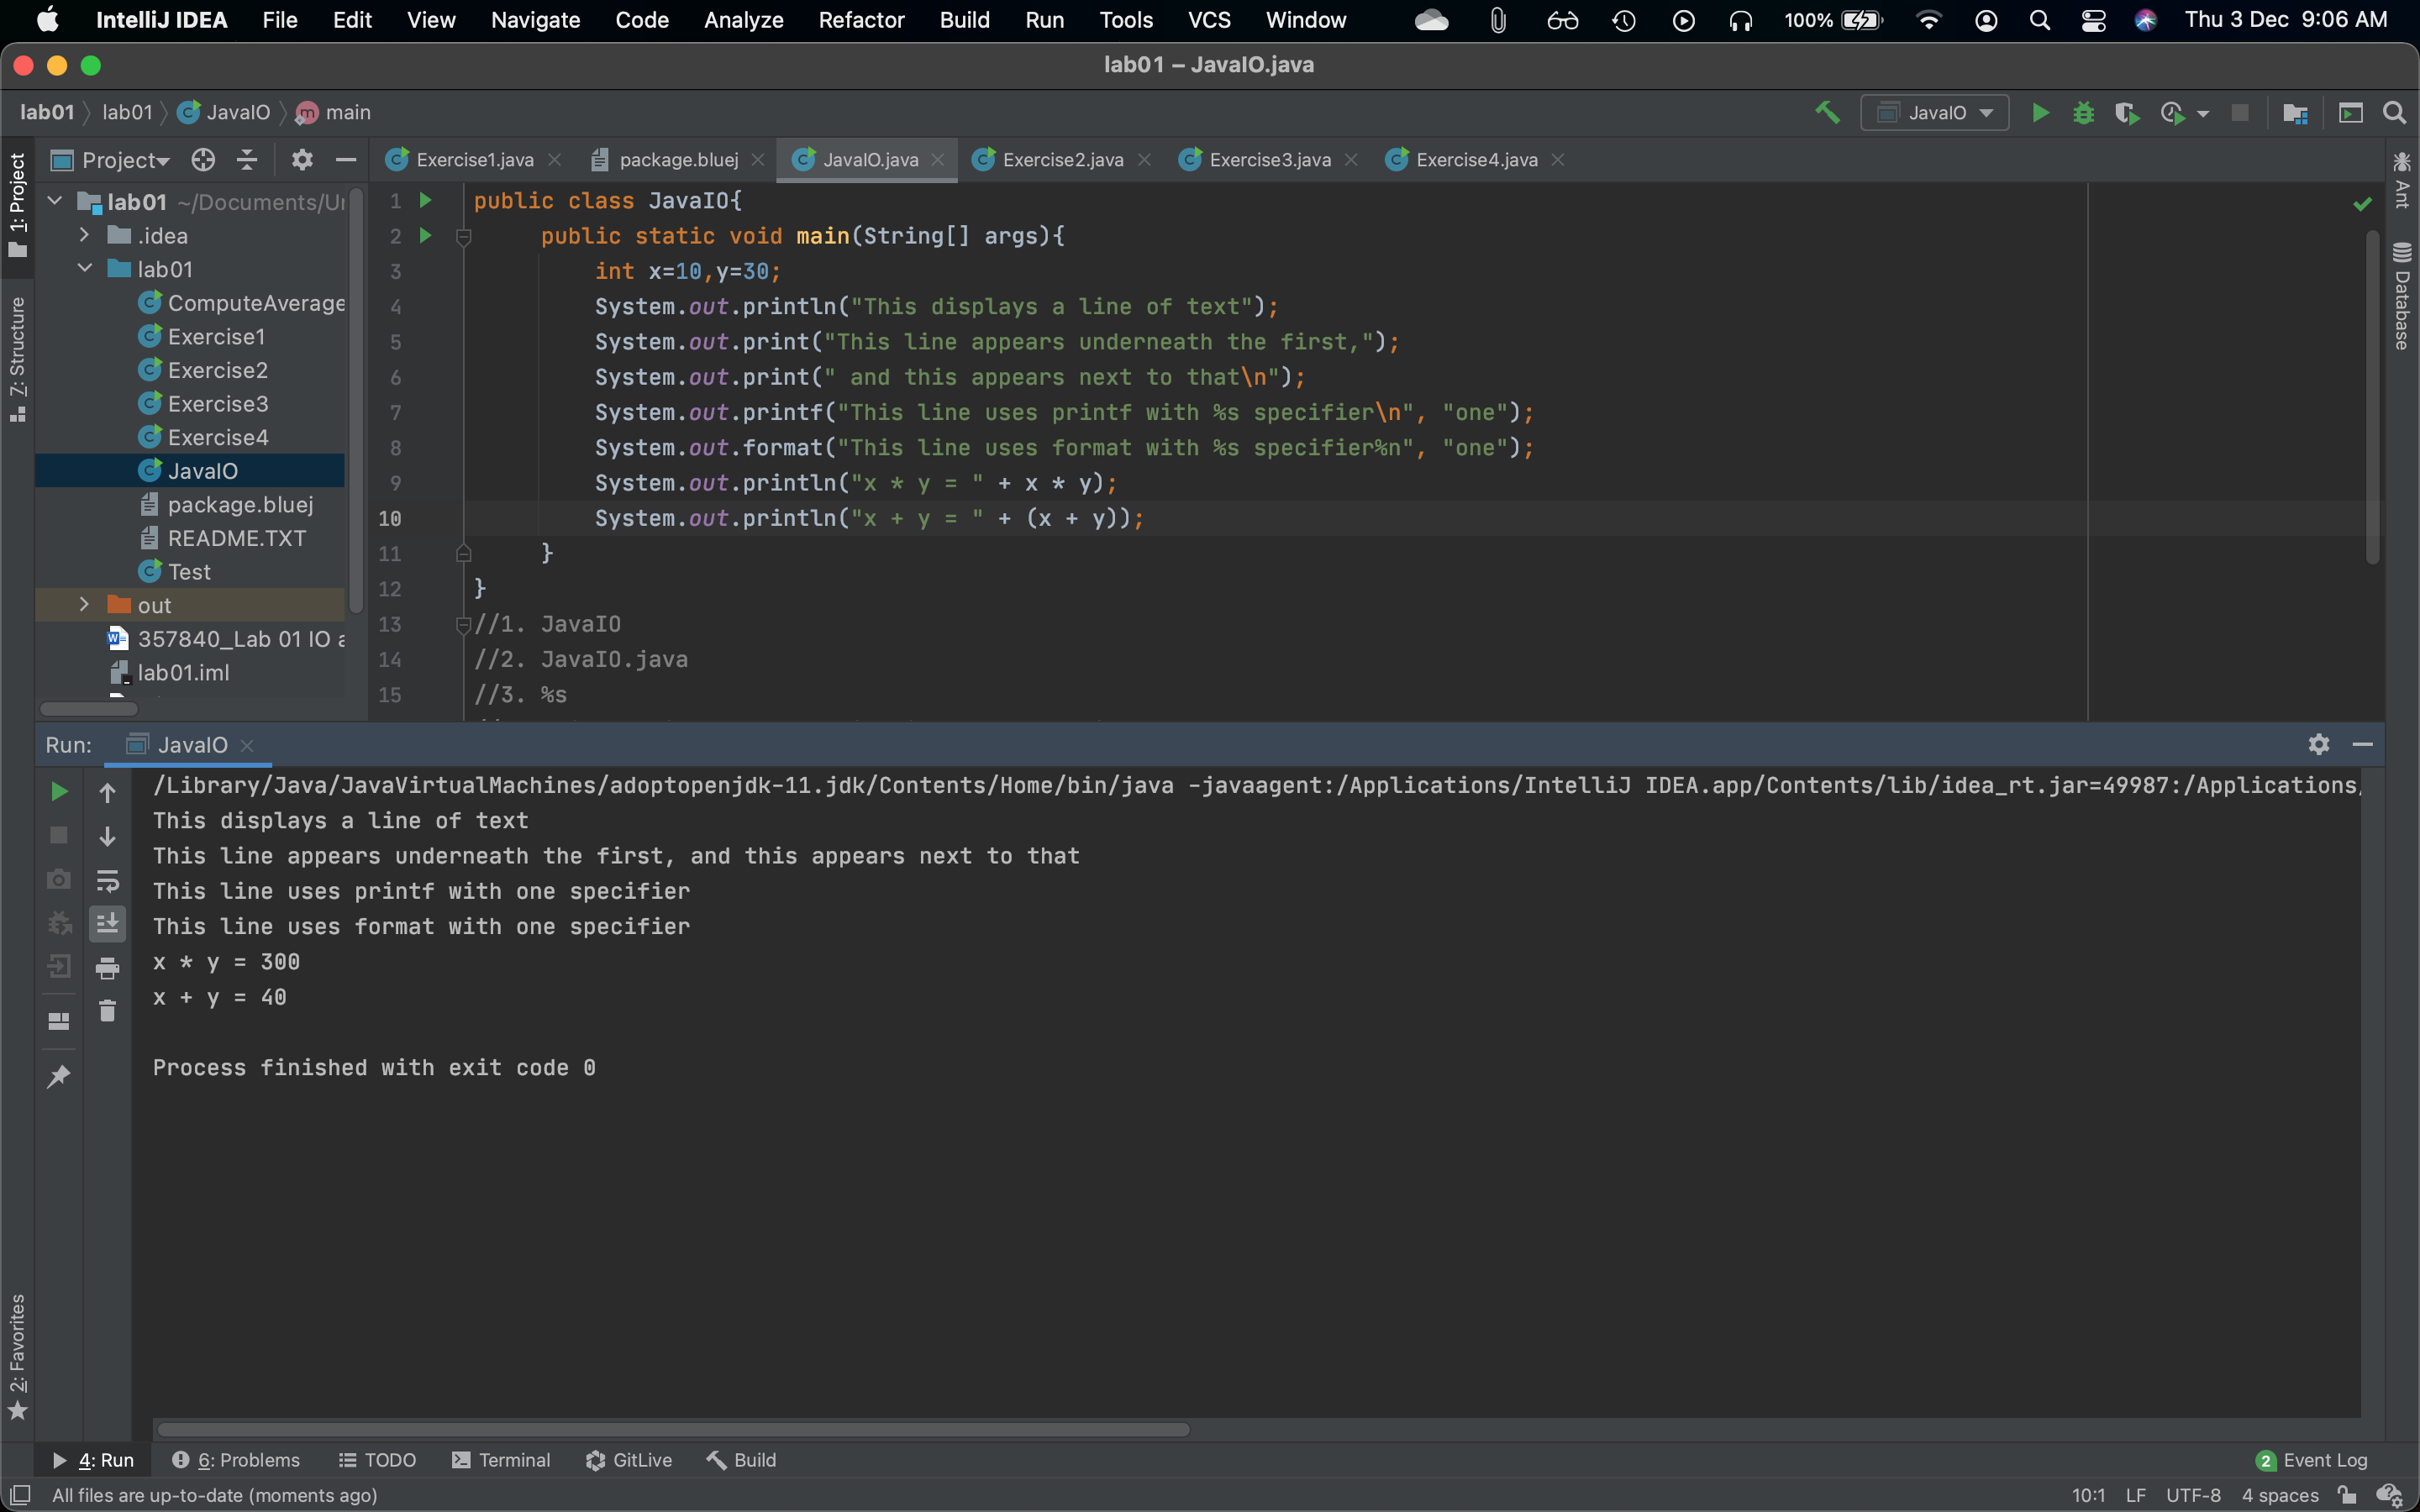 IntelliJ IDEA File Edit View Navigate Code Analyze Refactor Build Run Tools VCS Window 100% Thu 3 Dec 9:06 AM
lab01 – JavaIO.java
lab01 lab01 JavaIO main JavaIO
Project Exercise1.java package.bluej JavaIO.java Exercise2.java Exercise3.java Exercise4.java
1: Project
Z: Structure
2: Favorites
Ant
Database
lab01 ~/Documents/
.idea
lab01
ComputeAverage
Exercise1
Exercise2
Exercise3
Exercise4
JavaIO
package.bluej
README.TXT
Test
out
357840_Lab 01 IO
lab01.iml
1 public class JavaIO{
2 public static void main(String[] args){
3 int x=10,y=30;
4 System.out.println("This displays a line of text");
5 System.out.print("This line appears underneath the first,");
6 System.out.print(" and this appears next to that\n");
7 System.out.printf("This line uses printf with %s specifier\n", "one");
8 System.out.format("This line uses format with %s specifier%n", "one");
9 System.out.println("x * y = " + x * y);
10 System.out.println("x + y = " + (x + y));
11 }
12 }
13 //1. JavaIO
14 //2. JavaIO.java
15 //3. %s
Run: JavaIO
/Library/Java/JavaVirtualMachines/adoptopenjdk-11.jdk/Contents/Home/bin/java -javaagent:/Applications/IntelliJ IDEA.app/Contents/lib/idea_rt.jar=49987:/Applications/
This displays a line of text
This line appears underneath the first, and this appears next to that
This line uses printf with one specifier
This line uses format with one specifier
x * y = 300
x + y = 40
Process finished with exit code 0
4: Run 6: Problems TODO Terminal GitLive Build 2 Event Log
All files are up-to-date (moments ago) 10:1 LF UTF-8 4 spaces